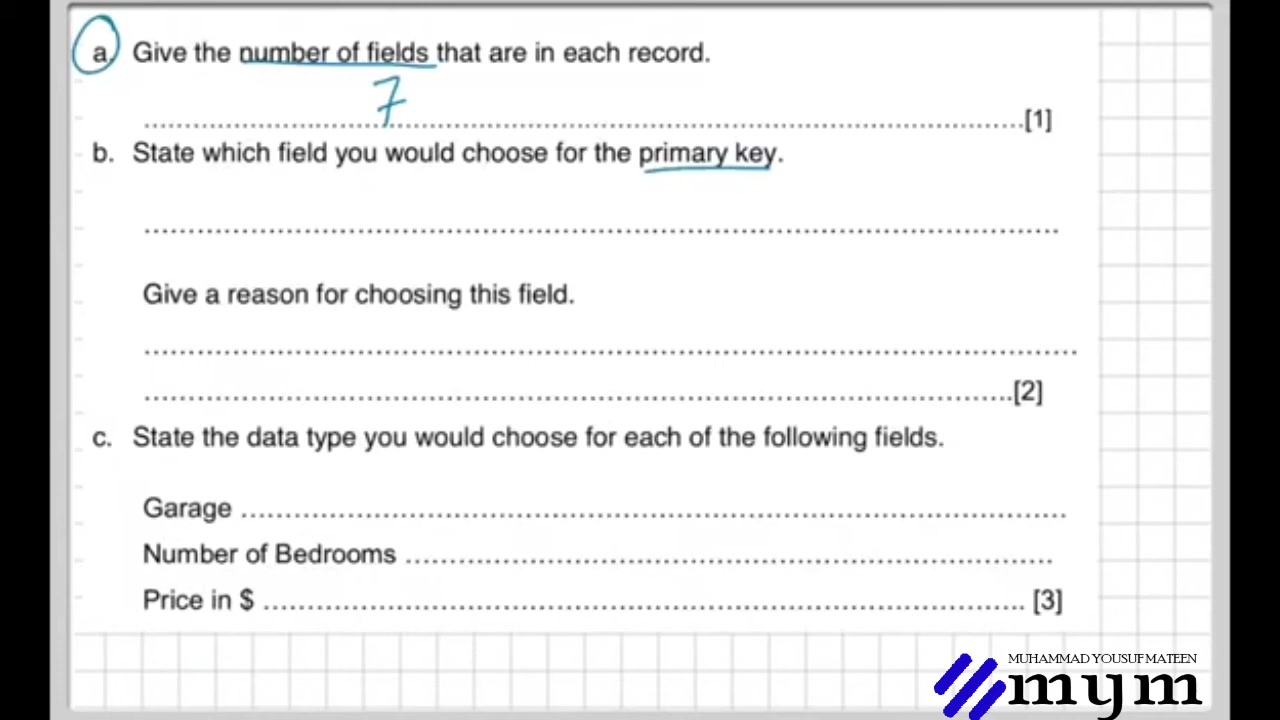 a. Give the number of fields that are in each record.
7
........................................................................[1]
b. State which field you would choose for the primary key.
........................................................................
Give a reason for choosing this field.
........................................................................
........................................................................[2]
c. State the data type you would choose for each of the following fields.
Garage ........................................................................
Number of Bedrooms ........................................................................
Price in $ ........................................................................ [3]
MUHAMMAD YOUSUF MATEEN
mym